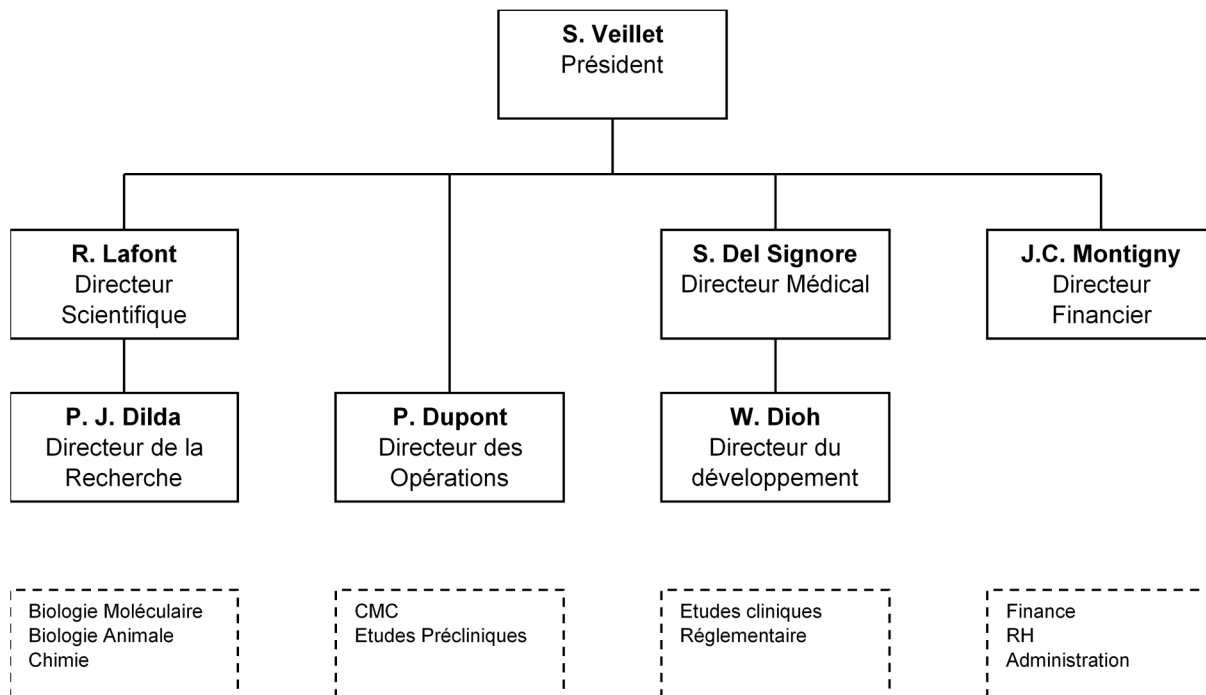 S. Veillet
Président
R. Lafont
Directeur
Scientifique
S. Del Signore
Directeur Médical
J.C. Montigny
Directeur
Financier
P. J. Dilda
Directeur de la
Recherche
P. Dupont
Directeur des
Opérations
W. Dioh
Directeur du
développement
Biologie Moléculaire
Biologie Animale
Chimie
CMC
Etudes Précliniques
Etudes cliniques
Réglementaire
Finance
RH
Administration